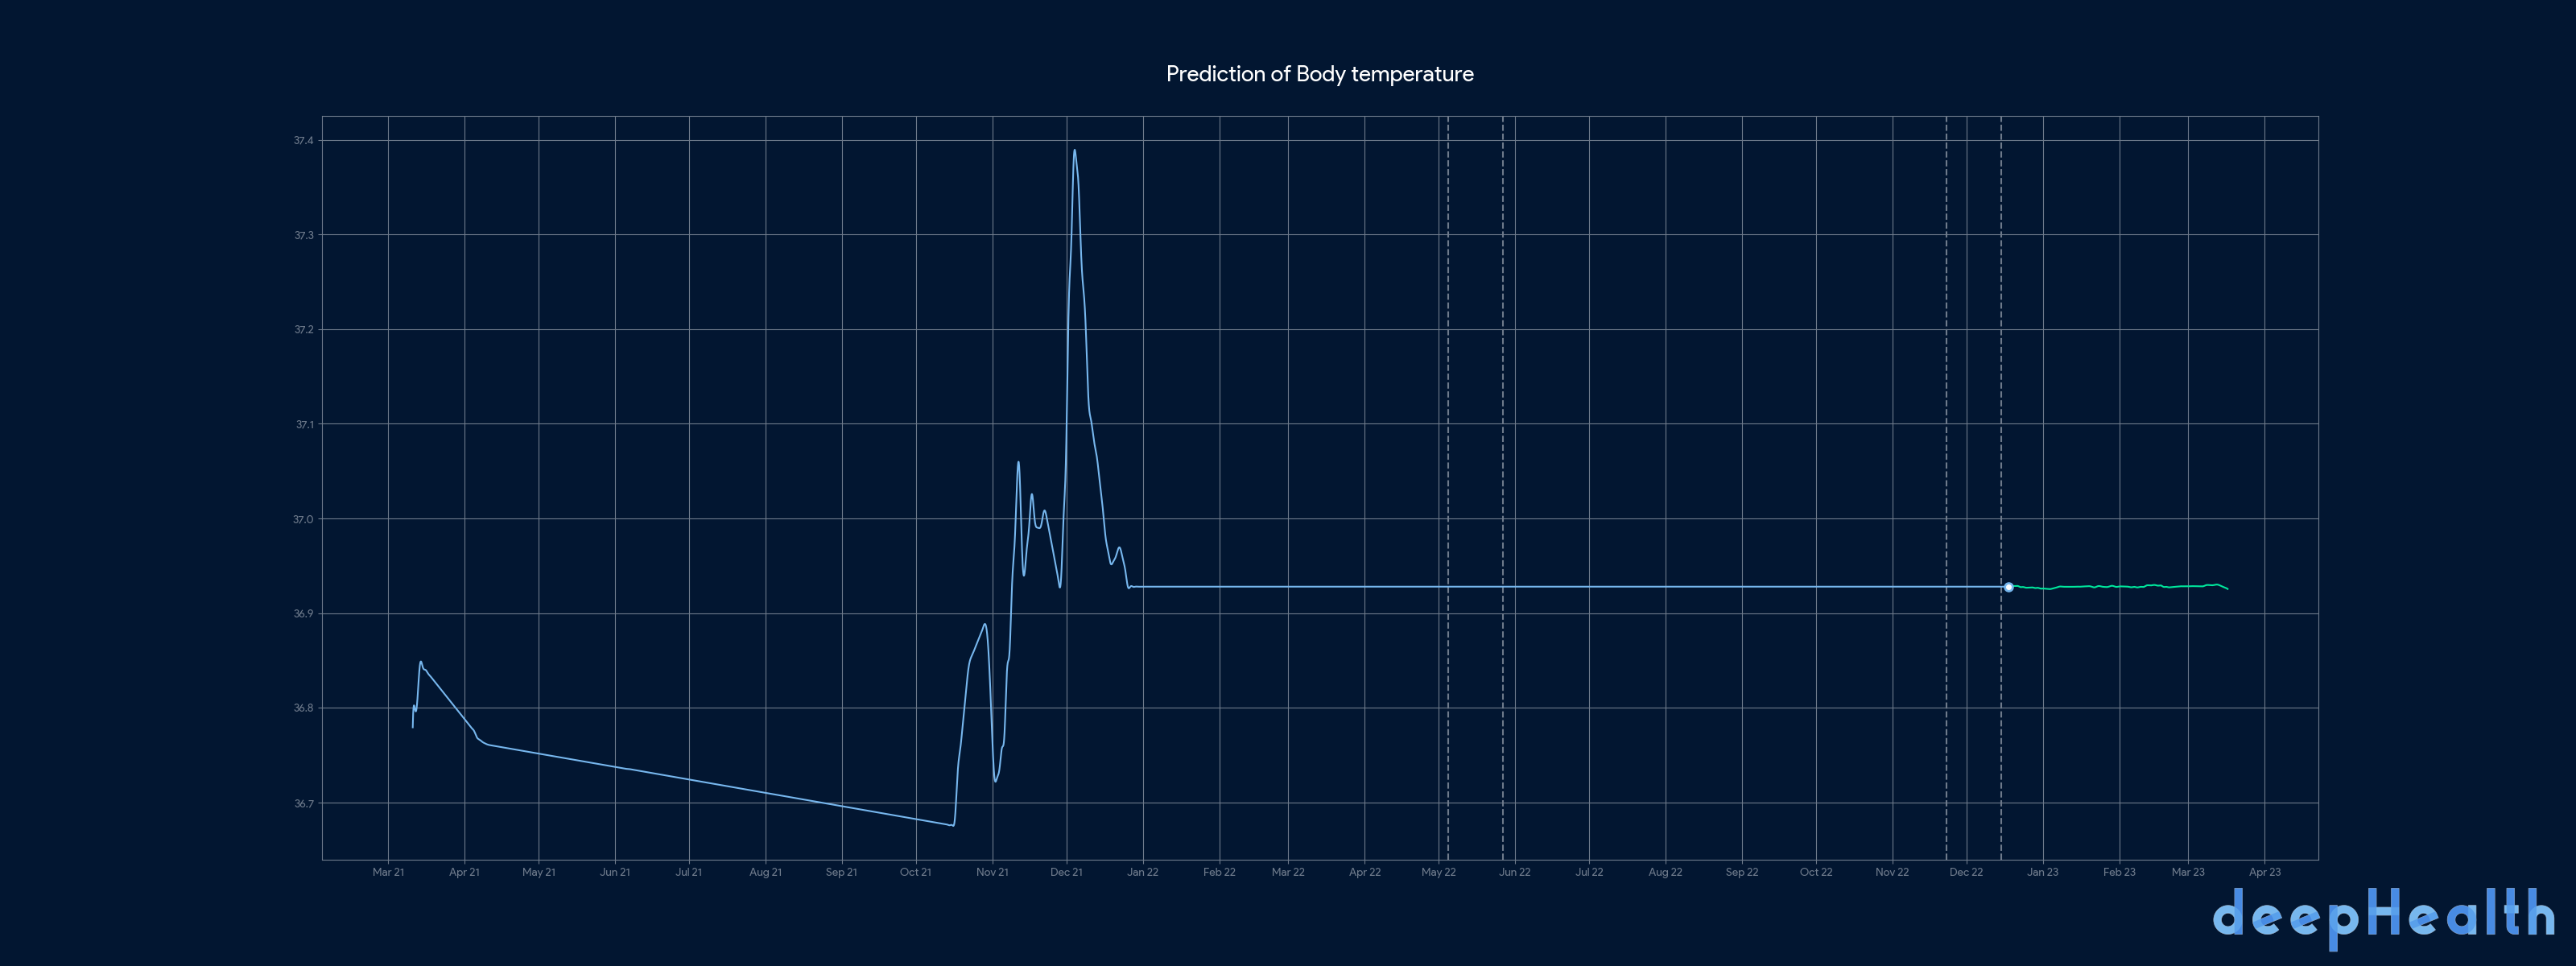 Prediction of Body temperature
37.4
37.3
37.2
37.1
37.0
36.9
36.8
36.7
Mar 21 Apr 21 May 21 Jun 21 Jul 21 Aug 21 Sep 21 Oct 21 Nov 21 Dec 21 Jan 22 Feb 22 Mar 22 Apr 22 May 22 Jun 22 Jul 22 Aug 22 Sep 22 Oct 22 Nov 22 Dec 22 Jan 23 Feb 23 Mar 23 Apr 23
deepHealth